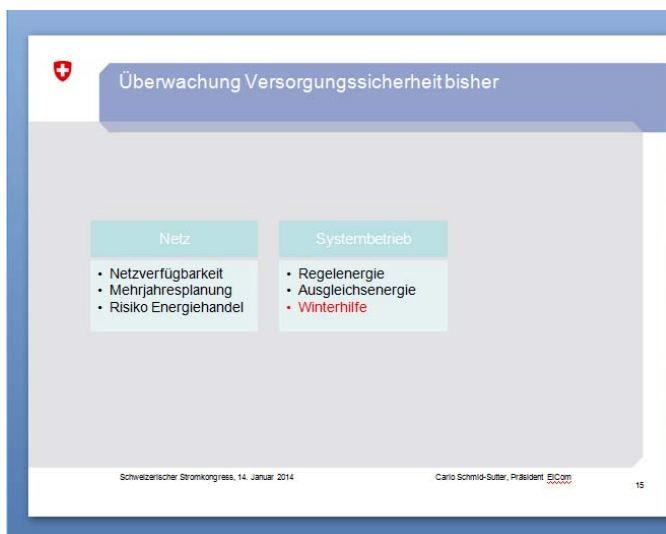 Überwachung Versorgungssicherheit bisher
Netz
• Netzverfügbarkeit
• Mehrjahresplanung
• Risiko Energiehandel
Systembetrieb
• Regelenergie
• Ausgleichsenergie
• Winterhilfe
Schweizerischer Stromkongress, 14. Januar 2014
Carlo Schmid-Sutter, Präsident ElCom
15